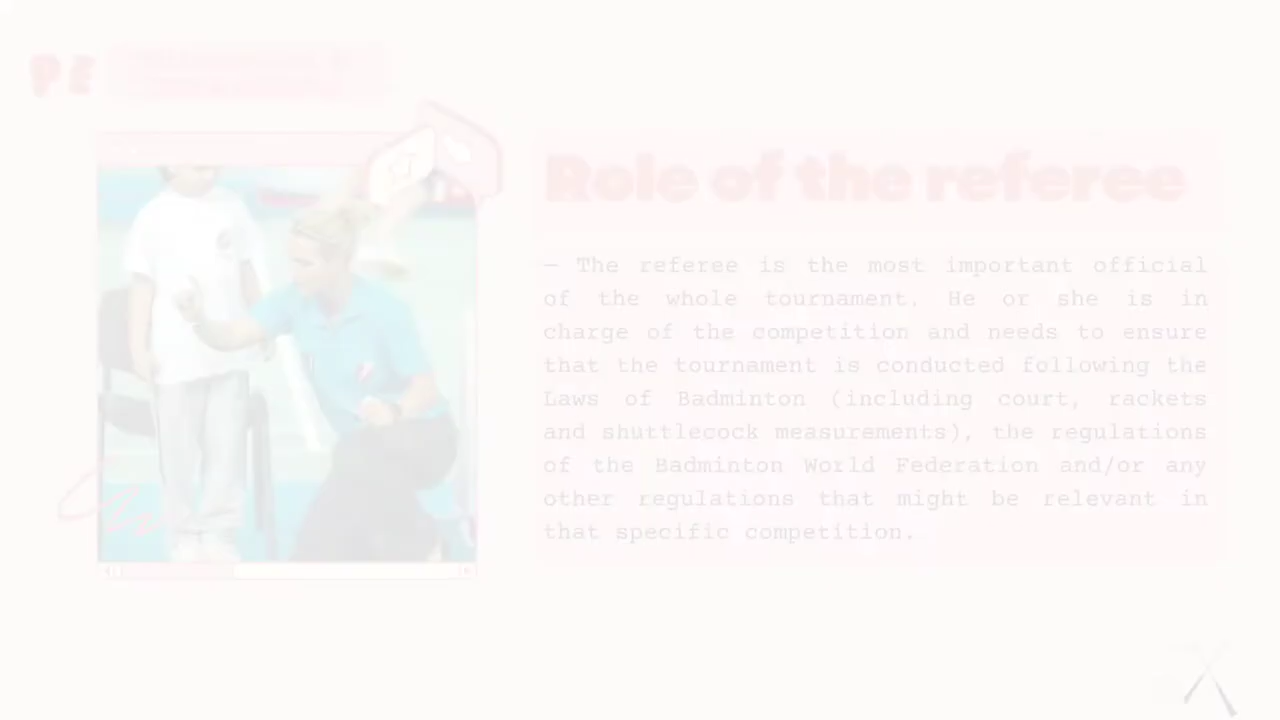 PE
Role of the referee
— The referee is the most important official
of the whole tournament. He or she is in
charge of the competition and needs to ensure
that the tournament is conducted following the
Laws of Badminton (including court, rackets
and shuttlecock measurements), the regulations
of the Badminton World Federation and/or any
other regulations that might be relevant in
that specific competition.